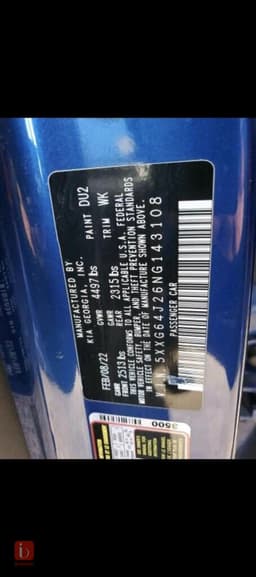 MANUFACTURED BY
KIA GEORGIA, INC.
FEB/08/22 GVWR 4497 lbs PAINT DU2
GAWR FRONT 2513 lbs GAWR REAR 2315 lbs TRIM WK
THIS VEHICLE CONFORMS TO ALL APPLICABLE U.S.A. FEDERAL
MOTOR VEHICLE SAFETY, BUMPER AND THEFT PREVENTION STANDARDS
IN EFFECT ON THE DATE OF MANUFACTURE SHOWN ABOVE.
5XXG64J26NG143108
PASSENGER CAR
3500